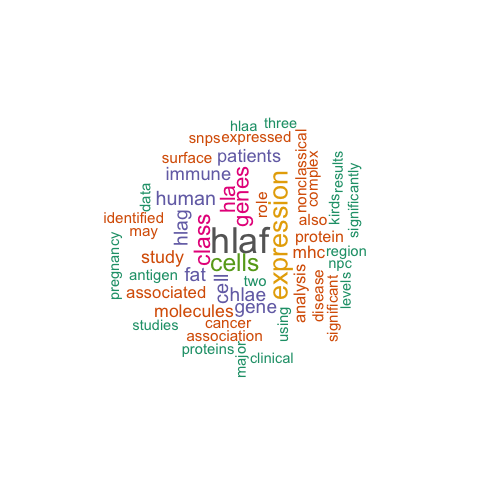 hlaa
three
snps
expressed
surface
patients
immune
nonclassical
complex
data
human
hla
genes
role
kirds
results
significantly
identified
may
hlag
class
hlaf
expression
also
protein
pregnancy
study
cells
mhc
region
npc
antigen
fat
cell
two
analysis
disease
significant
levels
associated
hlae
gene
molecules
using
studies
cancer
association
proteins
major
clinical